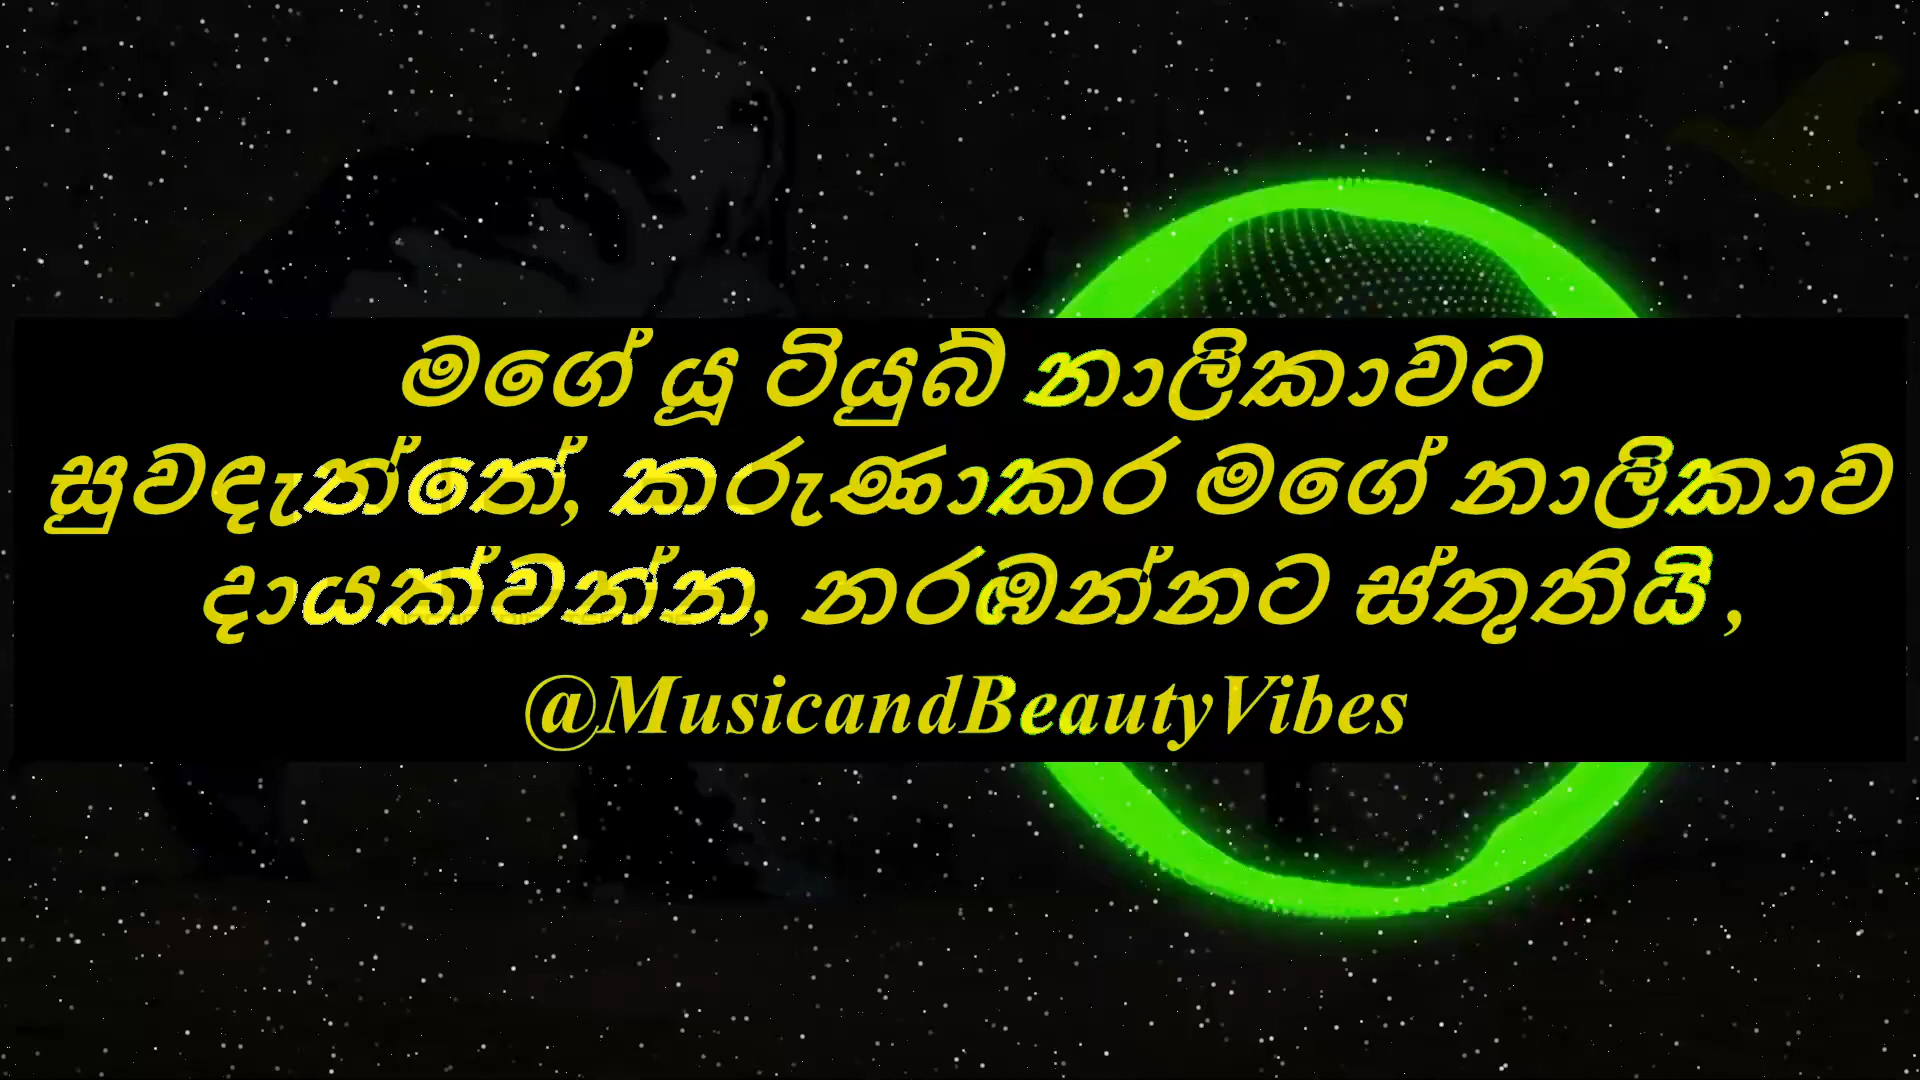 මගේ යූ ටියුබ් නාලිකාවට
සුවඳැත්තේ, කරුණාකර මගේ නාලිකාව
දායක්වන්න, නරඹන්නට ස්තුතියි ,
@MusicandBeautyVibes